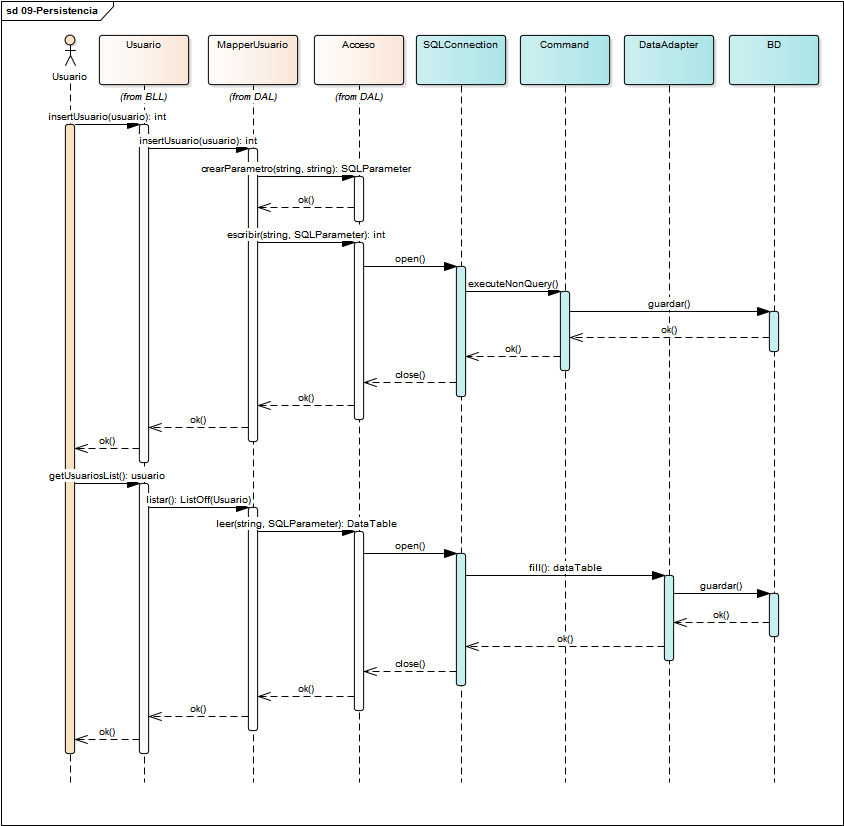 sd 09-Persistencia
Usuario
Usuario
MapperUsuario
Acceso
SQLConnection
Command
DataAdapter
BD
(from BLL)
(from DAL)
(from DAL)
insertUsuario(usuario): int
insertUsuario(usuario): int
crearParametro(string, string): SQLParameter
ok()
escribir(string, SQLParameter): int
open()
executeNonQuery()
guardar()
ok()
ok()
close()
ok()
ok()
ok()
getUsuariosList(): usuario
listar(): ListOff(Usuario)
leer(string, SQLParameter): DataTable
open()
fill(): dataTable
guardar()
ok()
ok()
close()
ok()
ok()
ok()